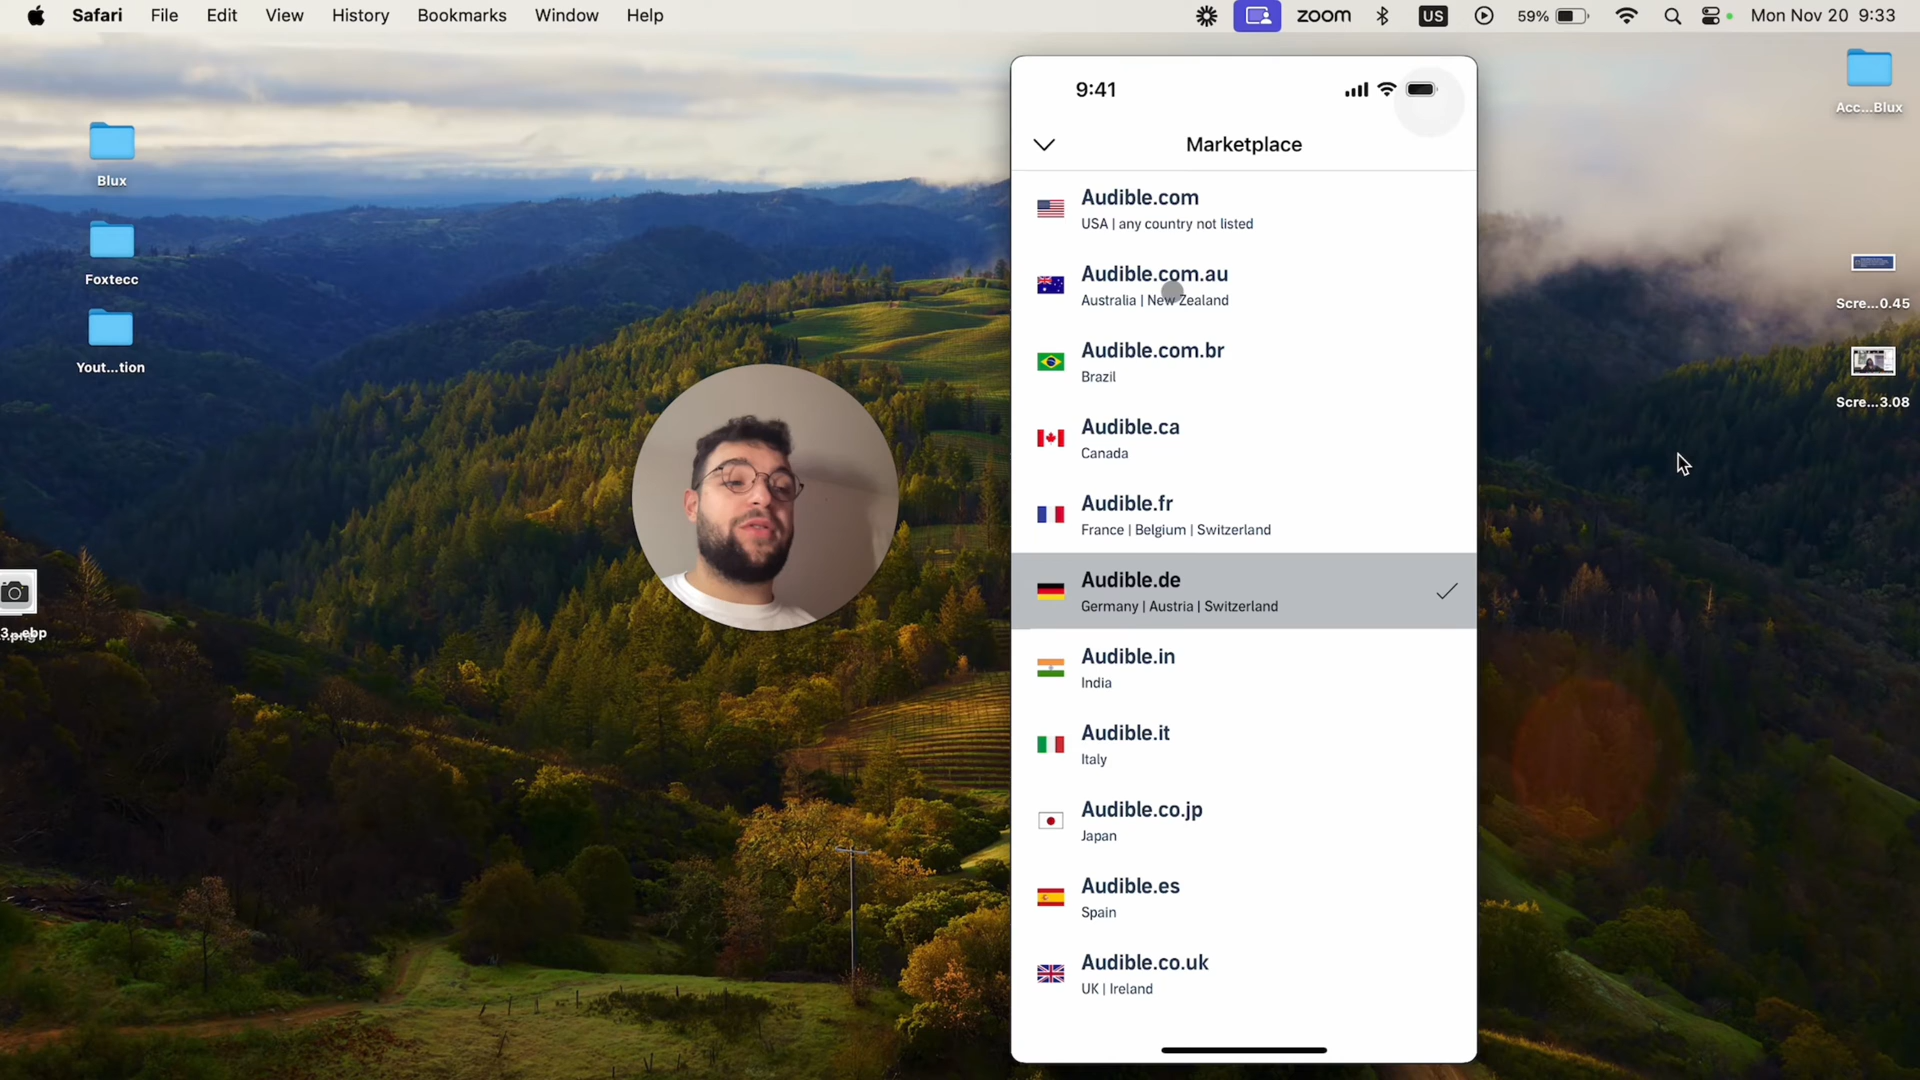 Safari File Edit View History Bookmarks Window Help
zoom US 59% Mon Nov 20 9:33
Blux
Foxtecc
Yout...tion
Acc...Blux
Scre...0.45
Scre...3.08
9:41
Marketplace
Audible.com
USA | any country not listed
Audible.com.au
Australia | New Zealand
Audible.com.br
Brazil
Audible.ca
Canada
Audible.fr
France | Belgium | Switzerland
Audible.de
Germany | Austria | Switzerland
Audible.in
India
Audible.it
Italy
Audible.co.jp
Japan
Audible.es
Spain
Audible.co.uk
UK | Ireland